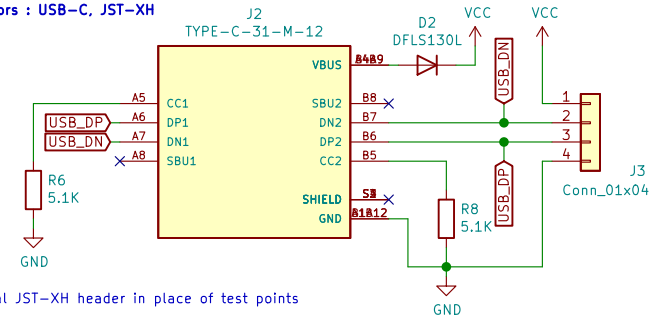 ors : USB-C, JST-XH
J2
TYPE-C-31-M-12
D2
DFLS130L
VCC
VCC
VBUS
USB_DN
A5 CC1
SBU2 B8
1
USB_DP A6 DP1
DN2 B7
2
USB_DN A7 DN1
DP2 B6
3
A8 SBU1
CC2 B5
4
J3
Conn_01x04
R6
5.1K
USB_DP
SHIELD
GND
R8
5.1K
GND
GND
al JST-XH header in place of test points